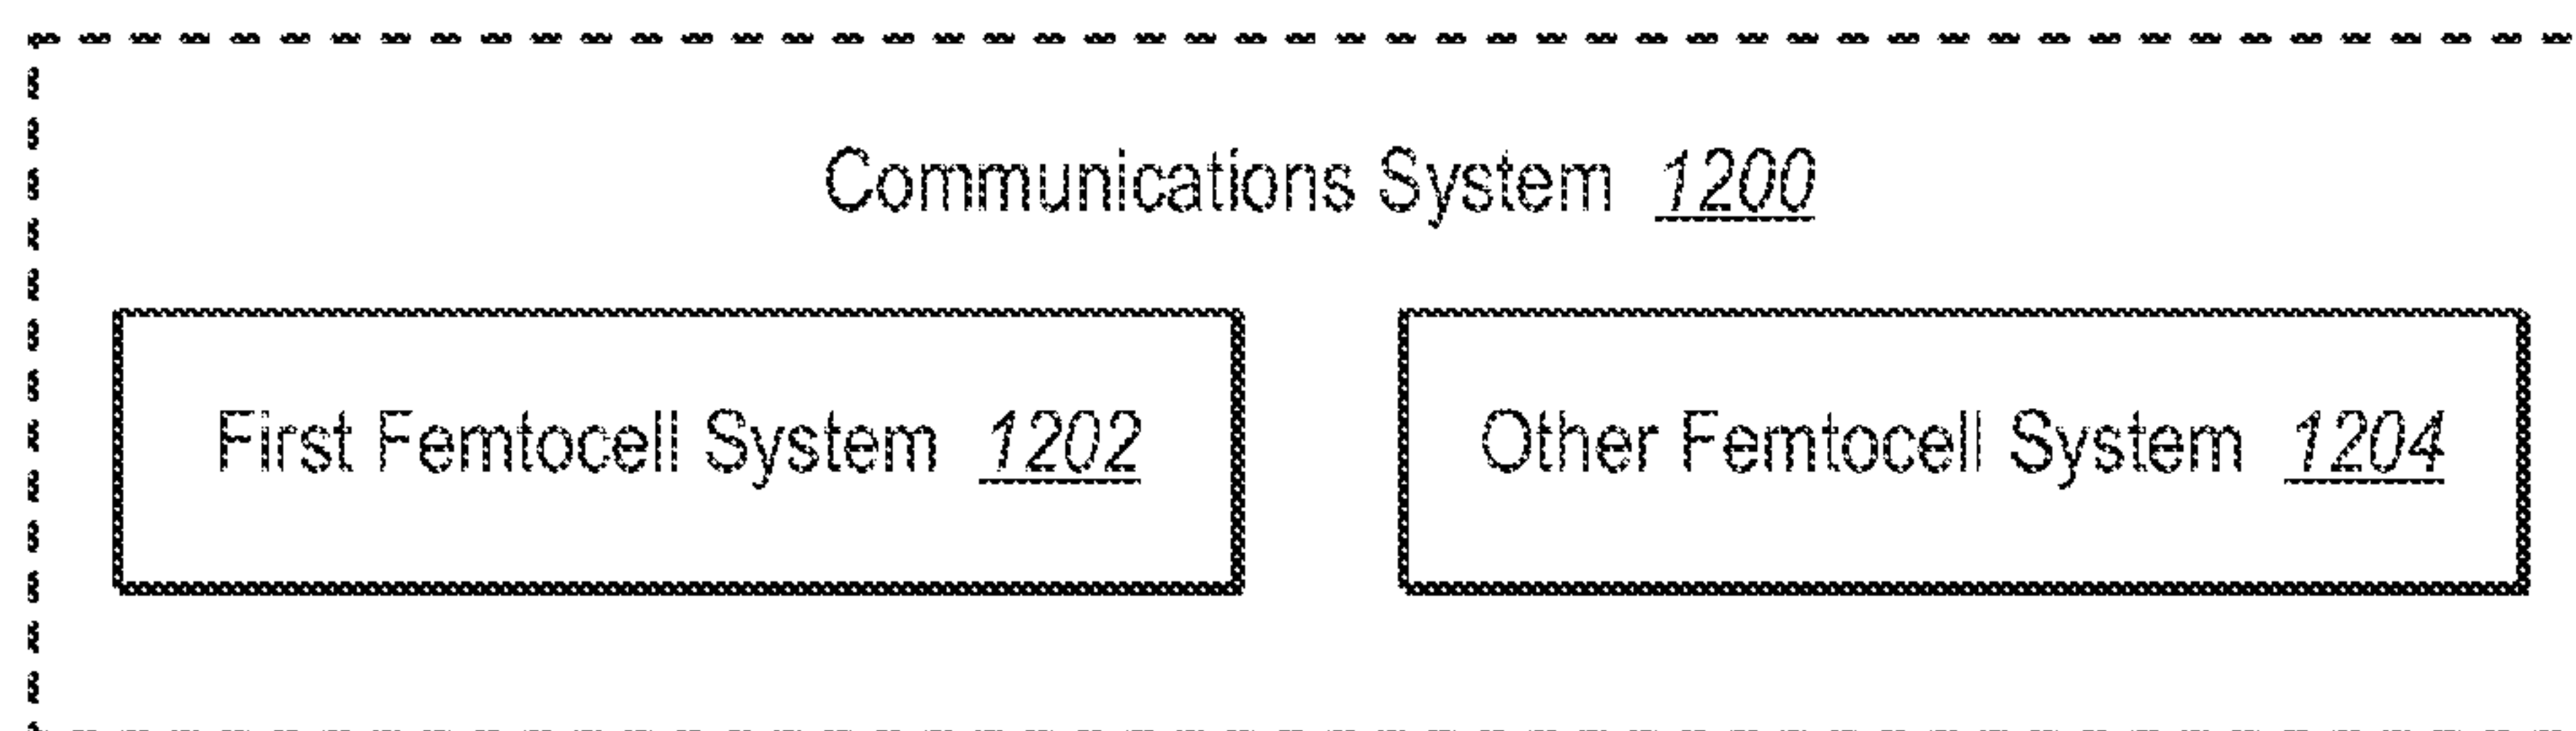 Communications System 1200
First Femtocell System 1202
Other Femtocell System 1204